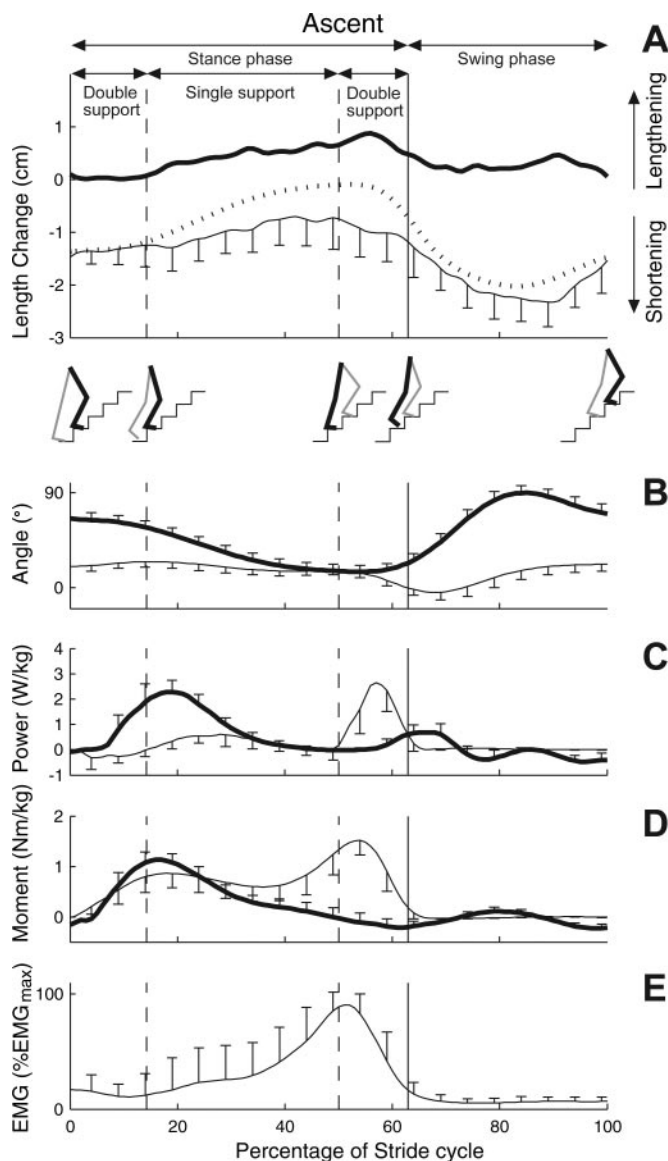 Ascent
A
Stance phase
Swing phase
Double support
Single support
Double support
Lengthening
Shortening
Length Change (cm)
1
0
-1
-2
-3
B
Angle (°)
90
0
C
Power (W/kg)
4
3
2
1
0
-1
D
Moment (Nm/kg)
2
1
0
E
EMG (%EMGmax)
100
0
0 20 40 60 80 100
Percentage of Stride cycle